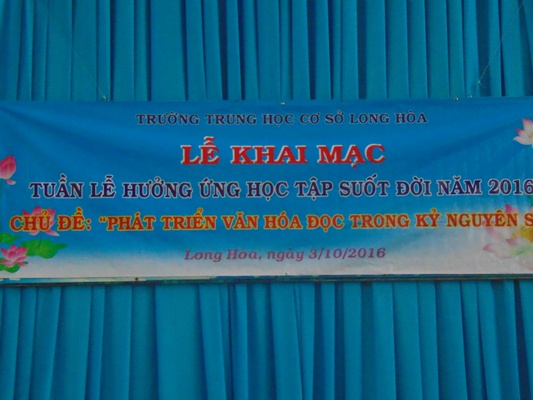 TRƯỜNG TRUNG HỌC CƠ SỞ LONG HÒA
LỄ KHAI MẠC
TUẦN LỄ HƯỞNG ỨNG HỌC TẬP SUỐT ĐỜI NĂM 2016
CHỦ ĐỀ: "PHÁT TRIỂN VĂN HÓA ĐỌC TRONG KỶ NGUYÊN S
Long Hòa, ngày 3/10/2016